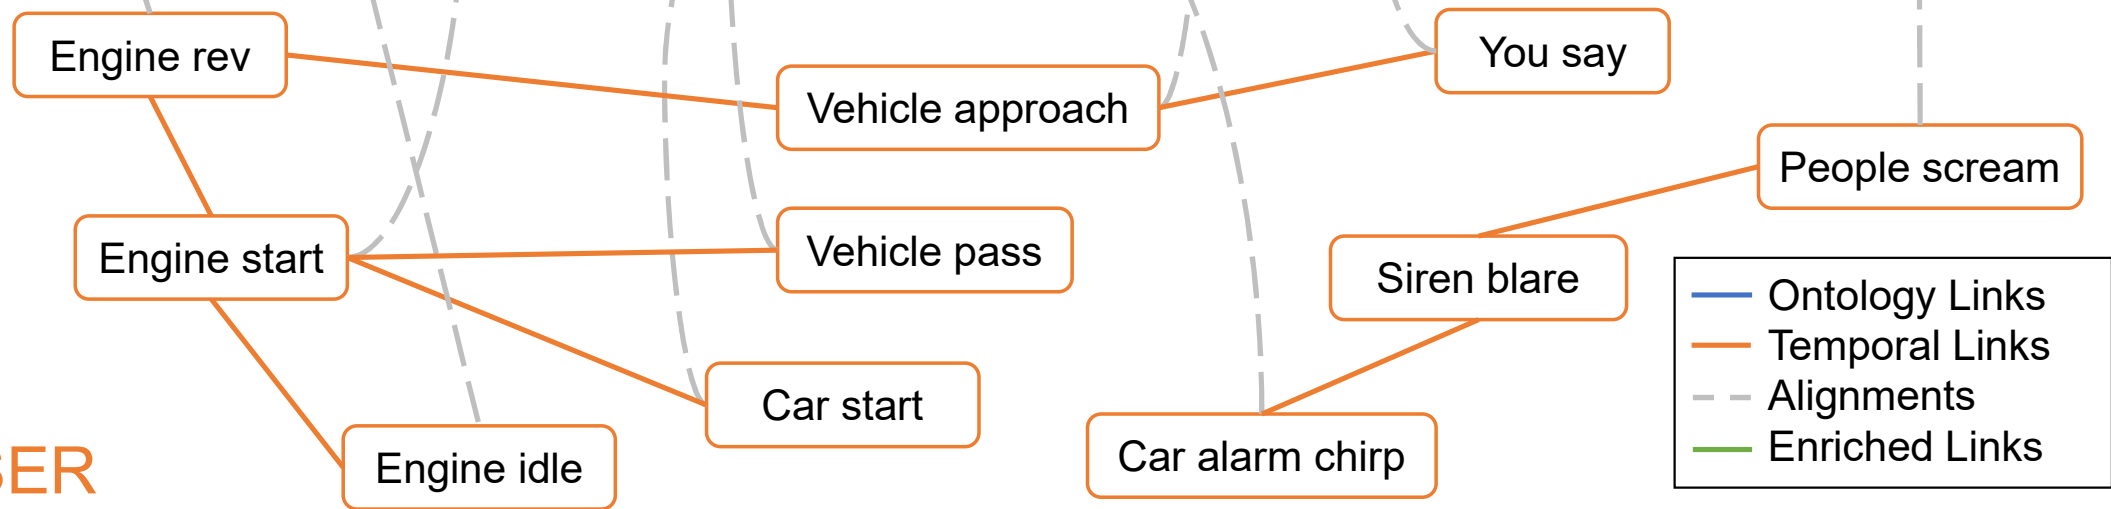 Engine rev
You say
Vehicle approach
People scream
Engine start
Vehicle pass
Siren blare
Ontology Links
Temporal Links
Alignments
Enriched Links
Car start
Car alarm chirp
Engine idle
SER